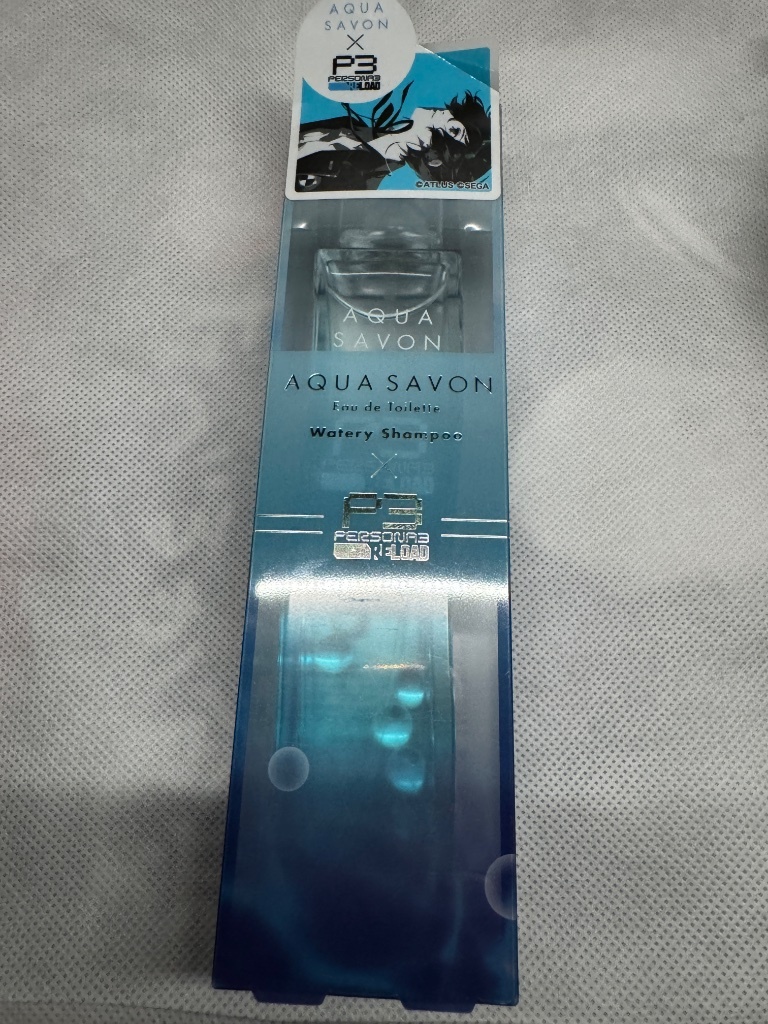 AQUA
SAVON
×
P3
PERSONA3
RELOAD
©ATLUS ©SEGA
AQUA
SAVON
AQUA SAVON
Eau de Toilette
Watery Shampoo
×
P3
PERSONA3
RELOAD